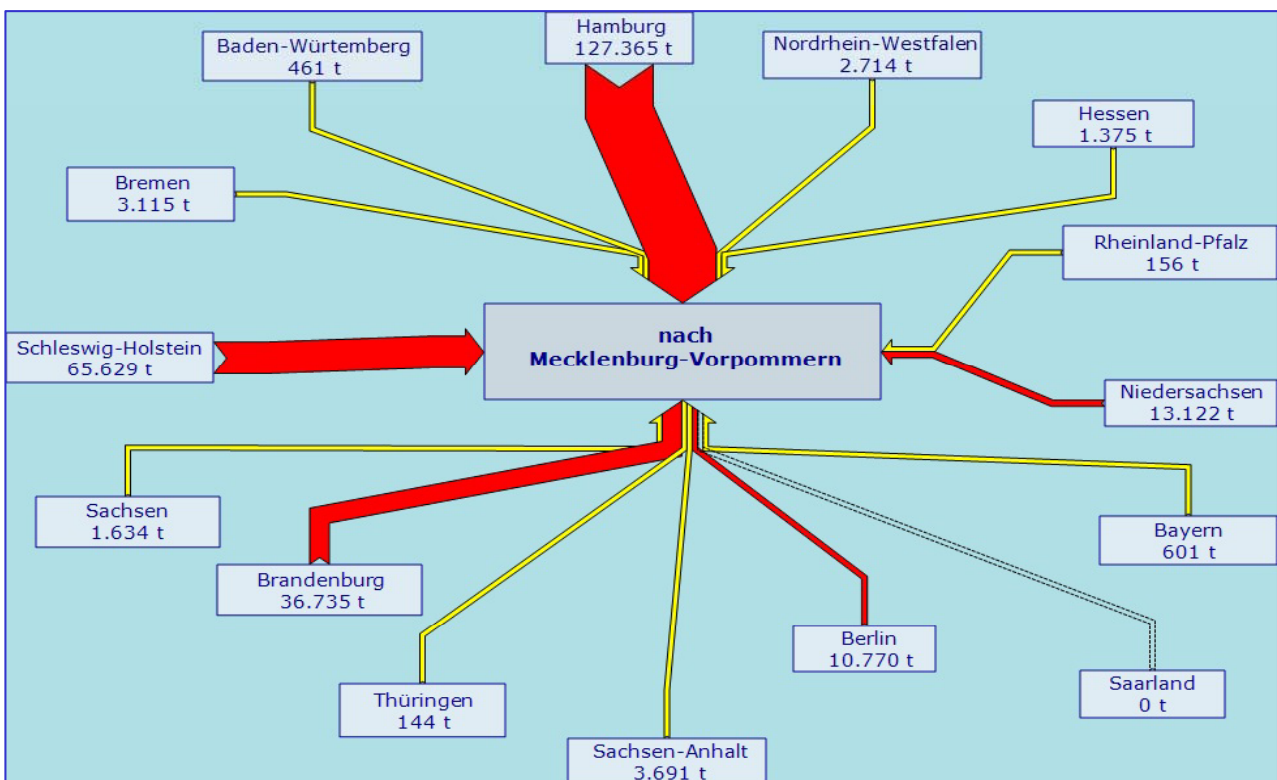 Hamburg
127.365 t
Baden-Würtemberg
461 t
Nordrhein-Westfalen
2.714 t
Hessen
1.375 t
Bremen
3.115 t
Rheinland-Pfalz
156 t
nach
Mecklenburg-Vorpommern
Schleswig-Holstein
65.629 t
Niedersachsen
13.122 t
Sachsen
1.634 t
Bayern
601 t
Brandenburg
36.735 t
Berlin
10.770 t
Thüringen
144 t
Saarland
0 t
Sachsen-Anhalt
3.691 t